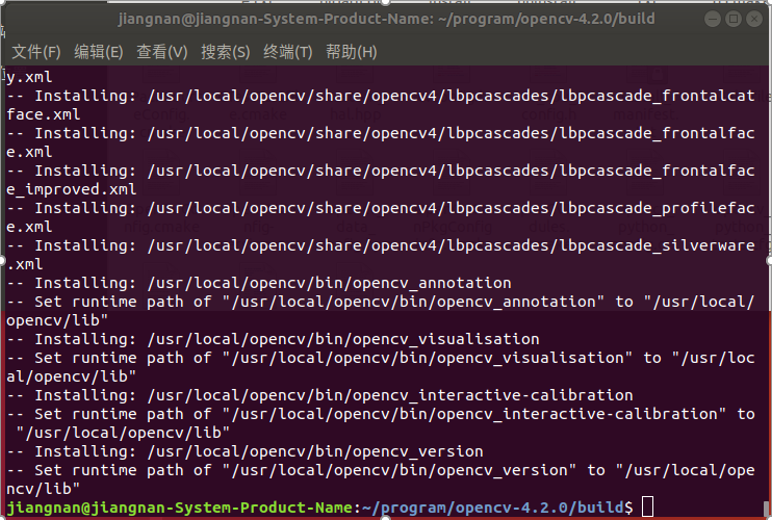 jiangnan@jiangnan-System-Product-Name: ~/program/opencv-4.2.0/build
文件(F) 编辑(E) 查看(V) 搜索(S) 终端(T) 帮助(H)
y.xml
-- Installing: /usr/local/opencv/share/opencv4/lbpcascades/lbpcascade_frontalcat
face.xml
-- Installing: /usr/local/opencv/share/opencv4/lbpcascades/lbpcascade_frontalfac
e.xml
-- Installing: /usr/local/opencv/share/opencv4/lbpcascades/lbpcascade_frontalfac
e_improved.xml
-- Installing: /usr/local/opencv/share/opencv4/lbpcascades/lbpcascade_profilefac
e.xml
-- Installing: /usr/local/opencv/share/opencv4/lbpcascades/lbpcascade_silverware
.xml
-- Installing: /usr/local/opencv/bin/opencv_annotation
-- Set runtime path of "/usr/local/opencv/bin/opencv_annotation" to "/usr/local/
opencv/lib"
-- Installing: /usr/local/opencv/bin/opencv_visualisation
-- Set runtime path of "/usr/local/opencv/bin/opencv_visualisation" to "/usr/loc
al/opencv/lib"
-- Installing: /usr/local/opencv/bin/opencv_interactive-calibration
-- Set runtime path of "/usr/local/opencv/bin/opencv_interactive-calibration" to
 "/usr/local/opencv/lib"
-- Installing: /usr/local/opencv/bin/opencv_version
-- Set runtime path of "/usr/local/opencv/bin/opencv_version" to "/usr/local/ope
ncv/lib"
jiangnan@jiangnan-System-Product-Name:~/program/opencv-4.2.0/build$